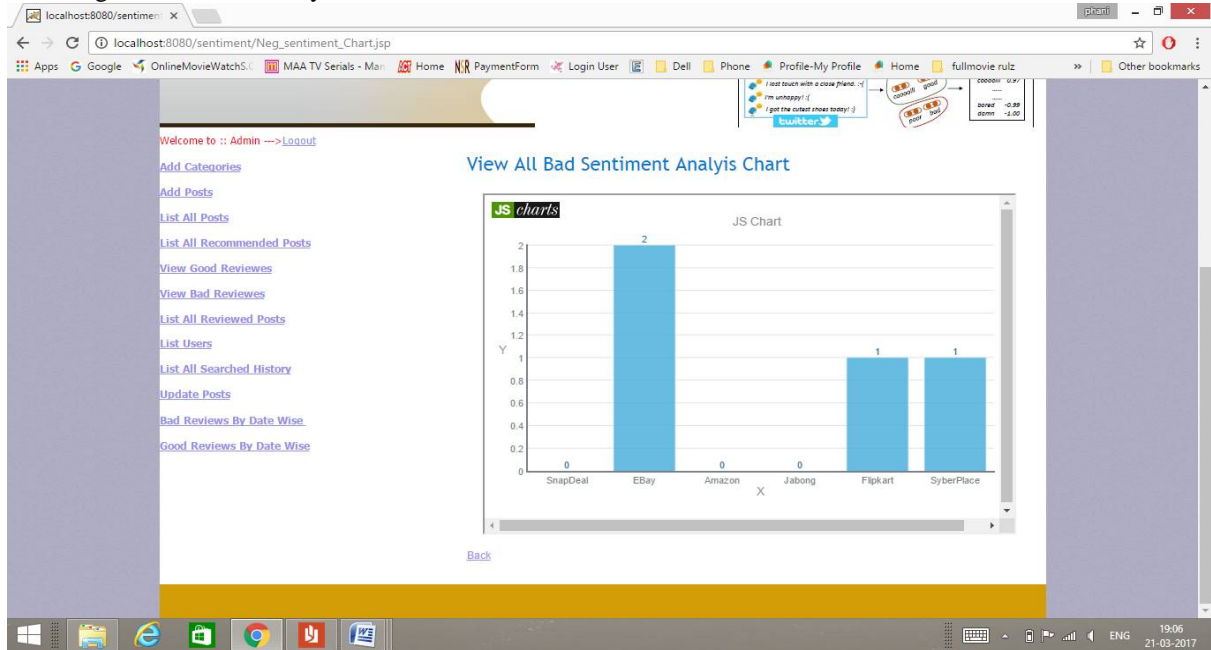 localhost:8080/sentimen
phani
localhost:8080/sentiment/Neg_sentiment_Chart.jsp
Apps Google OnlineMovieWatchS. MAA TV Serials - Man Home NSR PaymentForm Login User Dell Phone Profile-My Profile Home fullmovie rulz » Other bookmarks
I lost touch with a close friend. :-(
I'm unhappy! :(
I got the cutest shoes today! :)
twitter
cooooll good
poor bad
cooooll 0.97
.....
.....
bored -0.99
damn -1.00
Welcome to :: Admin --->Logout
Add Categories
Add Posts
List All Posts
List All Recommended Posts
View Good Reviewes
View Bad Reviewes
List All Reviewed Posts
List Users
List All Searched History
Update Posts
Bad Reviews By Date Wise
Good Reviews By Date Wise
View All Bad Sentiment Analyis Chart
JS charts
JS Chart
2
1.8
1.6
1.4
1.2
Y
1
0.8
0.6
0.4
0.2
0
0 2 0 0 1 1
SnapDeal EBay Amazon Jabong Flipkart SyberPlace
X
Back
ENG
19:06
21-03-2017